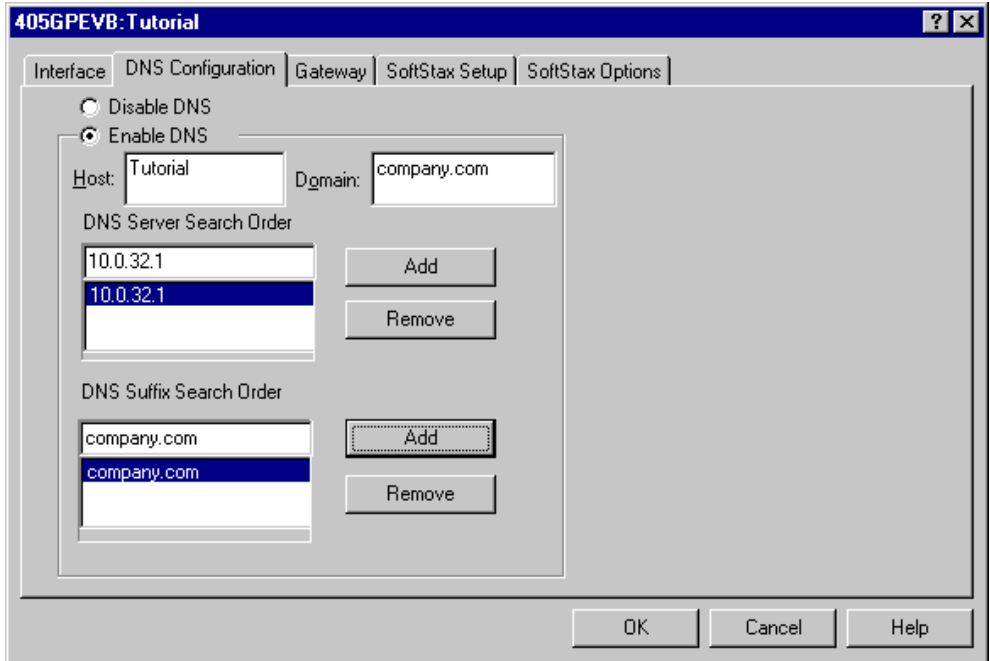 405GPEVB:Tutorial
Interface DNS Configuration Gateway SoftStax Setup SoftStax Options
Disable DNS
Enable DNS
Host: Tutorial Domain: company.com
DNS Server Search Order
10.0.32.1 Add
10.0.32.1
Remove
DNS Suffix Search Order
company.com Add
company.com
Remove
OK Cancel Help